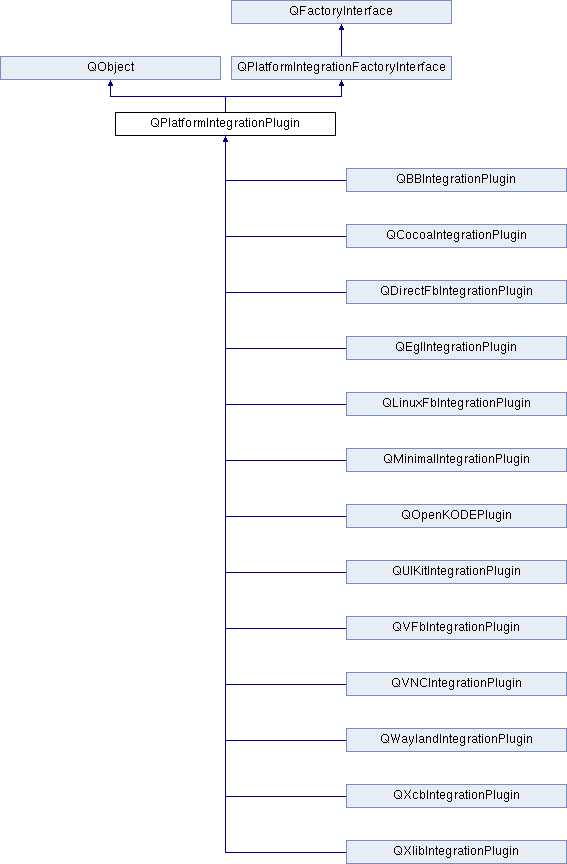 QFactoryInterface
QObject
QPlatformIntegrationFactoryInterface
QPlatformIntegrationPlugin
QBBIntegrationPlugin
QCocoaIntegrationPlugin
QDirectFbIntegrationPlugin
QEglIntegrationPlugin
QLinuxFbIntegrationPlugin
QMinimalIntegrationPlugin
QOpenKODEPlugin
QUIKitIntegrationPlugin
QVFbIntegrationPlugin
QVNCIntegrationPlugin
QWaylandIntegrationPlugin
QXcbIntegrationPlugin
QXlibIntegrationPlugin